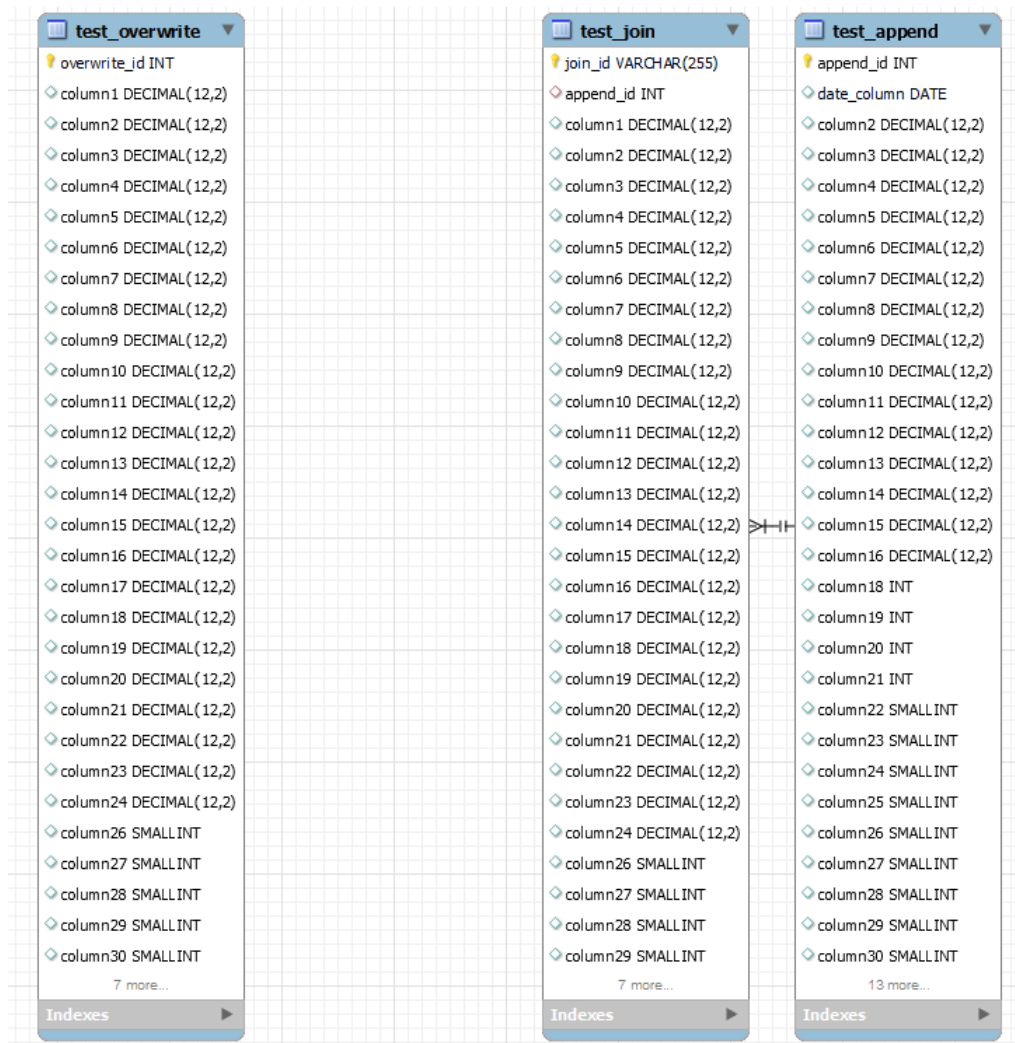 test_overwrite
overwrite_id INT
column1 DECIMAL(12,2)
column2 DECIMAL(12,2)
column3 DECIMAL(12,2)
column4 DECIMAL(12,2)
column5 DECIMAL(12,2)
column6 DECIMAL(12,2)
column7 DECIMAL(12,2)
column8 DECIMAL(12,2)
column9 DECIMAL(12,2)
column10 DECIMAL(12,2)
column11 DECIMAL(12,2)
column12 DECIMAL(12,2)
column13 DECIMAL(12,2)
column14 DECIMAL(12,2)
column15 DECIMAL(12,2)
column16 DECIMAL(12,2)
column17 DECIMAL(12,2)
column18 DECIMAL(12,2)
column19 DECIMAL(12,2)
column20 DECIMAL(12,2)
column21 DECIMAL(12,2)
column22 DECIMAL(12,2)
column23 DECIMAL(12,2)
column24 DECIMAL(12,2)
column26 SMALLINT
column27 SMALLINT
column28 SMALLINT
column29 SMALLINT
column30 SMALLINT
7 more...
Indexes
test_join
join_id VARCHAR(255)
append_id INT
column1 DECIMAL(12,2)
column2 DECIMAL(12,2)
column3 DECIMAL(12,2)
column4 DECIMAL(12,2)
column5 DECIMAL(12,2)
column6 DECIMAL(12,2)
column7 DECIMAL(12,2)
column8 DECIMAL(12,2)
column9 DECIMAL(12,2)
column10 DECIMAL(12,2)
column11 DECIMAL(12,2)
column12 DECIMAL(12,2)
column13 DECIMAL(12,2)
column14 DECIMAL(12,2)
column15 DECIMAL(12,2)
column16 DECIMAL(12,2)
column17 DECIMAL(12,2)
column18 DECIMAL(12,2)
column19 DECIMAL(12,2)
column20 DECIMAL(12,2)
column21 DECIMAL(12,2)
column22 DECIMAL(12,2)
column23 DECIMAL(12,2)
column24 DECIMAL(12,2)
column26 SMALLINT
column27 SMALLINT
column28 SMALLINT
column29 SMALLINT
7 more...
Indexes
test_append
append_id INT
date_column DATE
column2 DECIMAL(12,2)
column3 DECIMAL(12,2)
column4 DECIMAL(12,2)
column5 DECIMAL(12,2)
column6 DECIMAL(12,2)
column7 DECIMAL(12,2)
column8 DECIMAL(12,2)
column9 DECIMAL(12,2)
column10 DECIMAL(12,2)
column11 DECIMAL(12,2)
column12 DECIMAL(12,2)
column13 DECIMAL(12,2)
column14 DECIMAL(12,2)
column15 DECIMAL(12,2)
column16 DECIMAL(12,2)
column18 INT
column19 INT
column20 INT
column21 INT
column22 SMALLINT
column23 SMALLINT
column24 SMALLINT
column25 SMALLINT
column26 SMALLINT
column27 SMALLINT
column28 SMALLINT
column29 SMALLINT
column30 SMALLINT
13 more...
Indexes